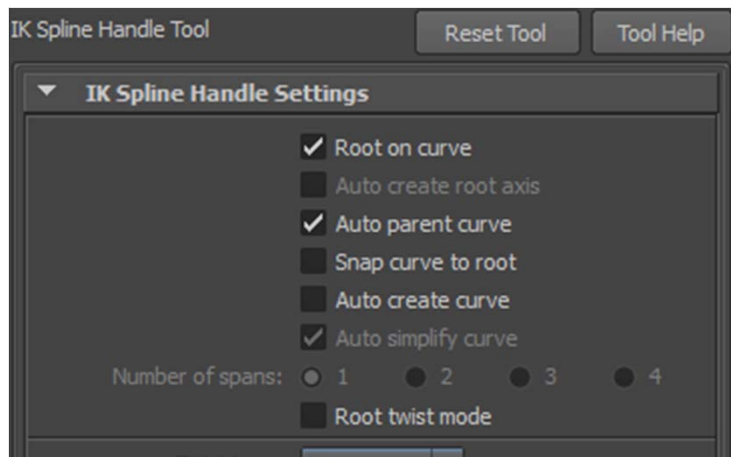 IK Spline Handle Tool Reset Tool Tool Help
IK Spline Handle Settings
Root on curve
Auto create root axis
Auto parent curve
Snap curve to root
Auto create curve
Auto simplify curve
Number of spans: 1 2 3 4
Root twist mode